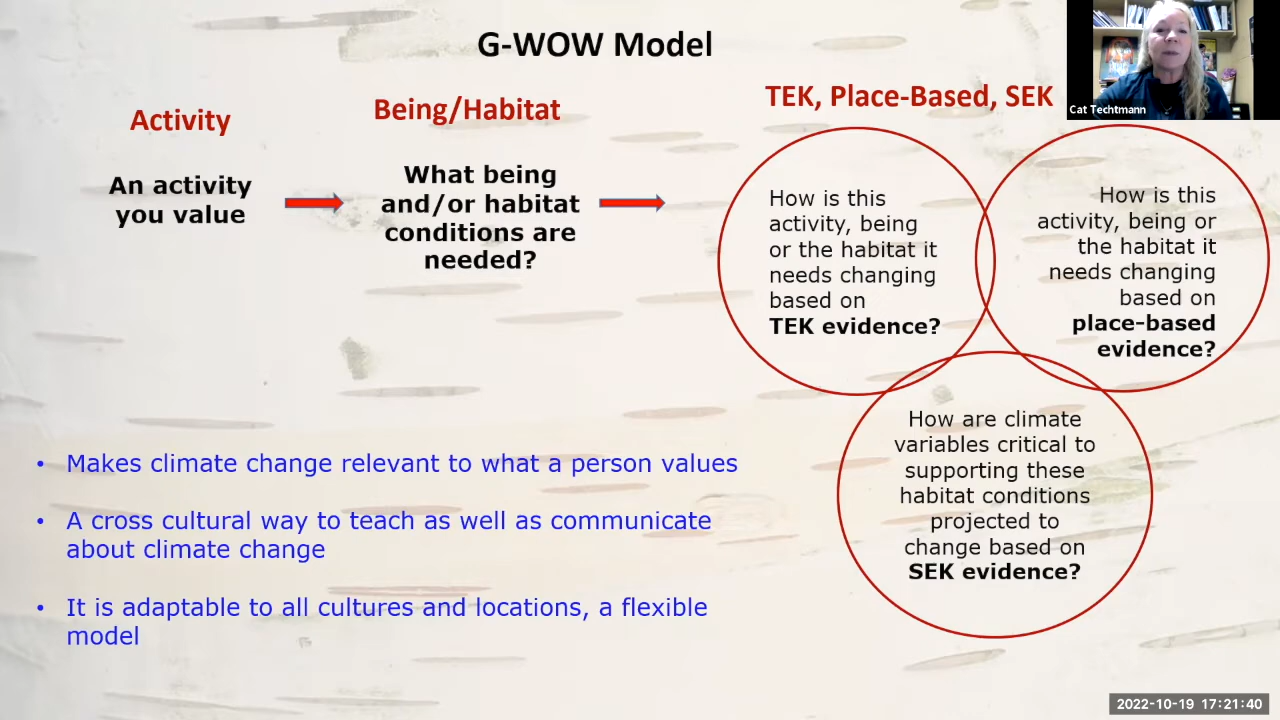 G-WOW Model
Activity
An activity
you value
Being/Habitat
What being
and/or habitat
conditions are
needed?
TEK, Place-Based, SEK
Cat Techtmann
How is this
activity, being
or the habitat it
needs changing
based on
TEK evidence?
How is this
activity, being or
the habitat it
needs changing
based on
place-based
evidence?
How are climate
variables critical to
supporting these
habitat conditions
projected to
change based on
SEK evidence?
• Makes climate change relevant to what a person values
• A cross cultural way to teach as well as communicate
about climate change
• It is adaptable to all cultures and locations, a flexible
model
2022-10-19 17:21:40